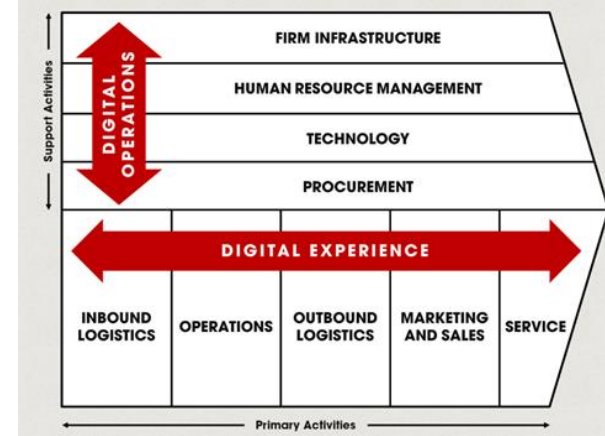 Support Activities
DIGITAL
OPERATIONS
FIRM INFRASTRUCTURE
HUMAN RESOURCE MANAGEMENT
TECHNOLOGY
PROCUREMENT
DIGITAL EXPERIENCE
INBOUND
LOGISTICS
OPERATIONS
OUTBOUND
LOGISTICS
MARKETING
AND SALES
SERVICE
Primary Activities